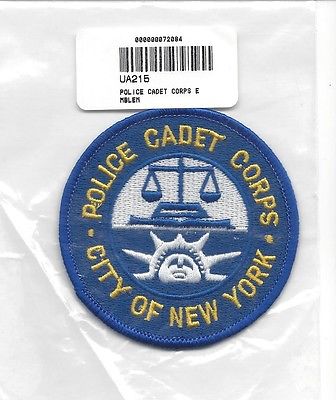 000000072084
UA215
POLICE CADET CORPS E
MBLEM
POLICE CADET CORPS
CITY OF NEW YORK